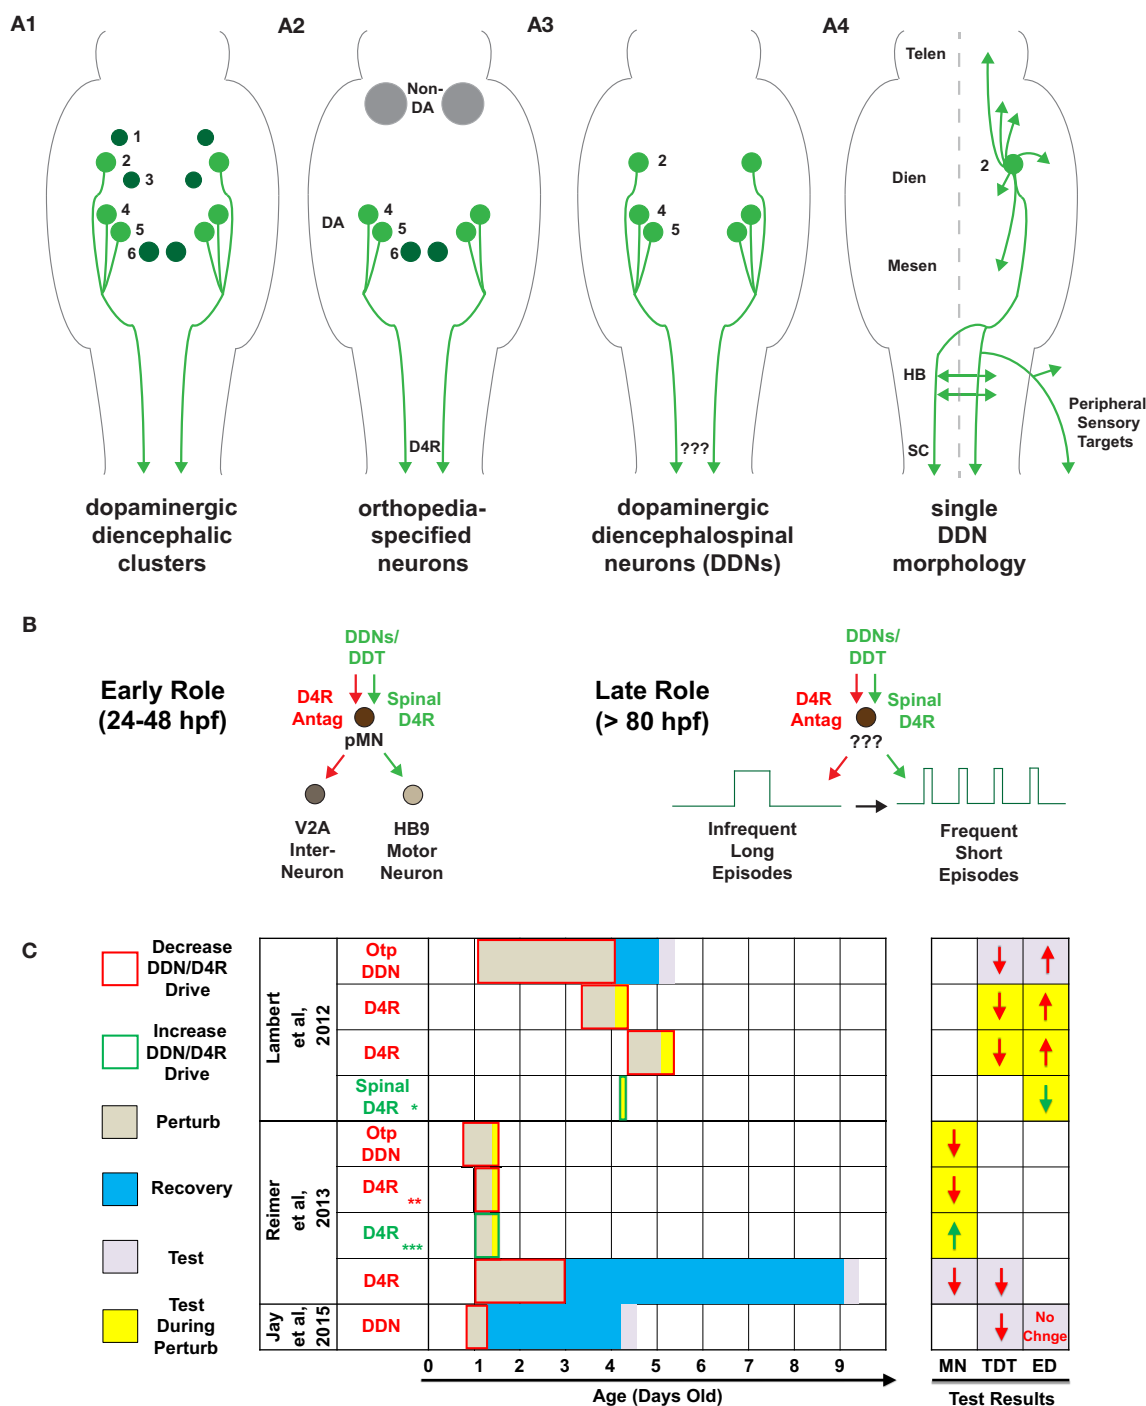 A1
A2
A3
A4
1
2
3
4
5
6
Non-
DA
DA
4
5
6
D4R
2
4
5
???
Telen
2
Dien
Mesen
HB
SC
Peripheral
Sensory
Targets
dopaminergic
diencephalic
clusters
orthopedia-
specified
neurons
dopaminergic
diencephalospinal
neurons (DDNs)
single
DDN
morphology
B
Early Role
(24-48 hpf)
DDNs/
DDT
D4R
Antag
Spinal
D4R
pMN
V2A
Inter-
Neuron
HB9
Motor
Neuron
Late Role
(> 80 hpf)
DDNs/
DDT
D4R
Antag
Spinal
D4R
???
Infrequent
Long
Episodes
Frequent
Short
Episodes
C
Decrease
DDN/D4R
Drive
Increase
DDN/D4R
Drive
Perturb
Recovery
Test
Test
During
Perturb
Lambert
et al,
2012
Otp
DDN
D4R
D4R
Spinal
D4R *
Reimer
et al,
2013
Otp
DDN
D4R **
D4R ***
D4R
Jay
et al,
2015
DDN
No
Chnge
0 1 2 3 4 5 6 7 8 9
Age (Days Old)
MN TDT ED
Test Results